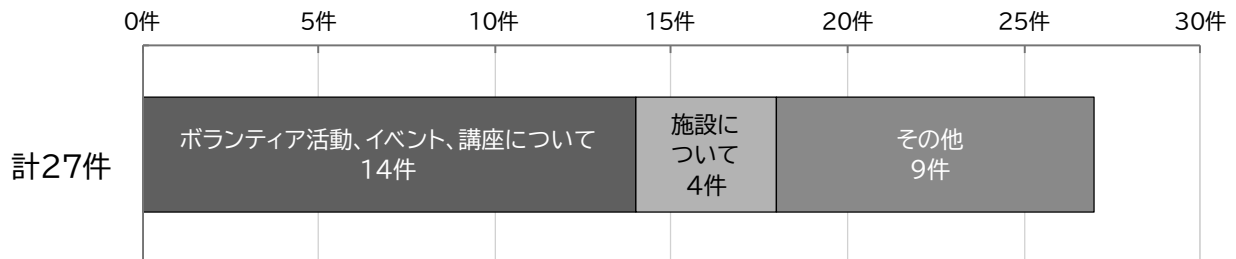 0件 5件 10件 15件 20件 25件 30件
計27件
ボランティア活動、イベント、講座について
14件
施設に
ついて
4件
その他
9件